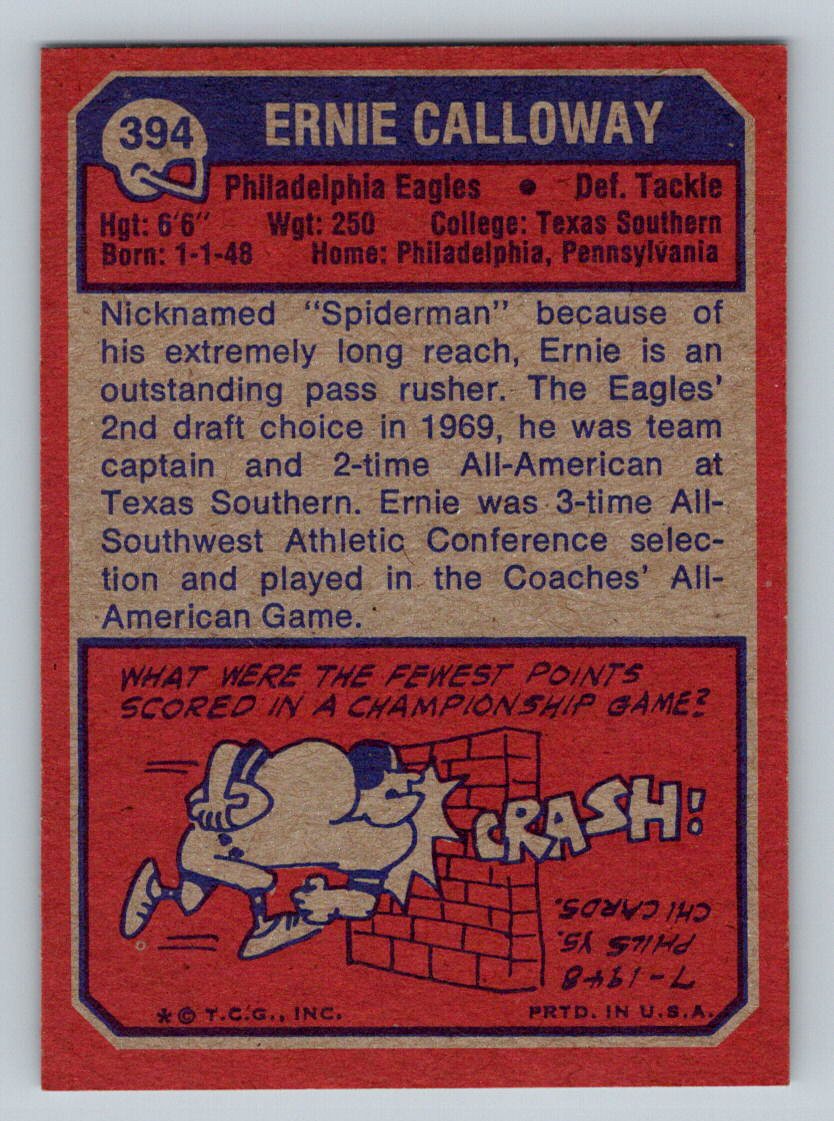 394
ERNIE CALLOWAY
Philadelphia Eagles • Def. Tackle
Hgt: 6'6" Wgt: 250 College: Texas Southern
Born: 1-1-48 Home: Philadelphia, Pennsylvania
Nicknamed "Spiderman" because of
his extremely long reach, Ernie is an
outstanding pass rusher. The Eagles'
2nd draft choice in 1969, he was team
captain and 2-time All-American at
Texas Southern. Ernie was 3-time All-
Southwest Athletic Conference selec-
tion and played in the Coaches' All-
American Game.
WHAT WERE THE FEWEST POINTS
SCORED IN A CHAMPIONSHIP GAME?
CRASH!
7-1948
PHILS VS.
CHI CARDS.
* © T.C.G., INC. PRTD. IN U.S.A.